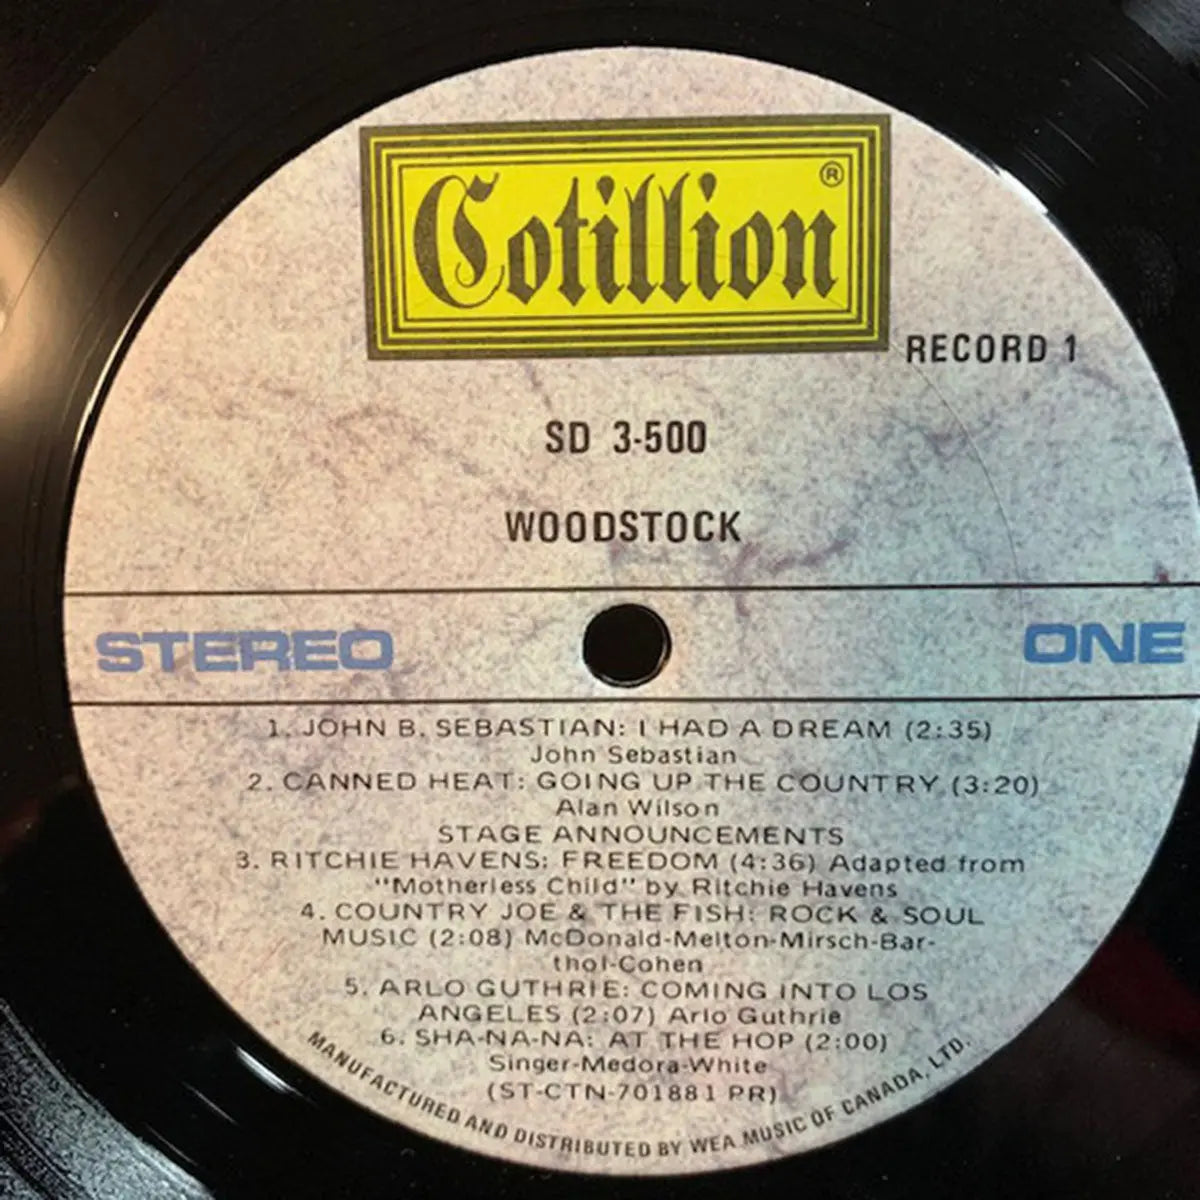 Cotillion®
RECORD 1
SD 3-500
WOODSTOCK
STEREO
ONE
1. JOHN B. SEBASTIAN: I HAD A DREAM (2:35)
John Sebastian
2. CANNED HEAT: GOING UP THE COUNTRY (3:20)
Alan Wilson
STAGE ANNOUNCEMENTS
3. RITCHIE HAVENS: FREEDOM (4:36) Adapted from
"Motherless Child" by Ritchie Havens
4. COUNTRY JOE & THE FISH: ROCK & SOUL
MUSIC (2:08) McDonald-Melton-Mirsch-Bar-
thol-Cohen
5. ARLO GUTHRIE: COMING INTO LOS
ANGELES (2:07) Arlo Guthrie
6. SHA-NA-NA: AT THE HOP (2:00)
Singer-Medora-White
(ST-CTN-701881 PR)
MANUFACTURED AND DISTRIBUTED BY WEA MUSIC OF CANADA, LTD.